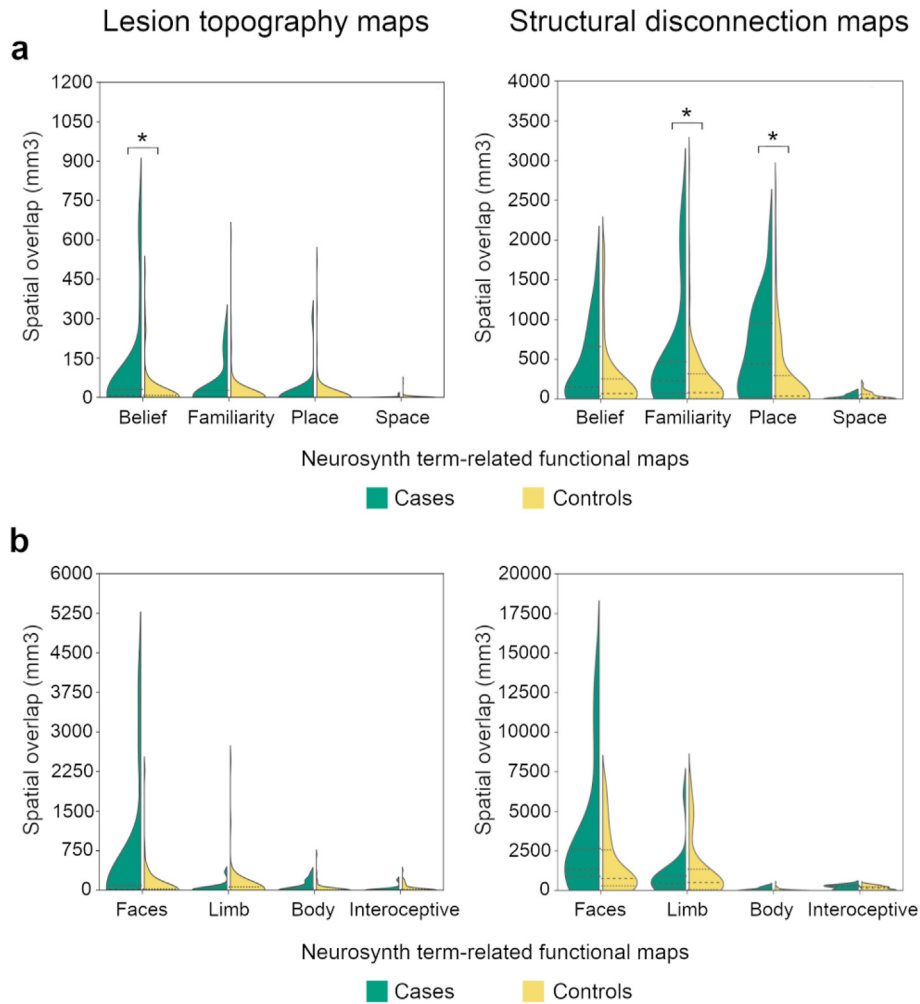 Lesion topography maps
Structural disconnection maps
a
Spatial overlap (mm3)
1200
1050
900
750
600
450
300
150
0
*
Belief Familiarity Place Space
Spatial overlap (mm3)
4000
3500
3000
2500
2000
1500
1000
500
0
* *
Belief Familiarity Place Space
Neurosynth term-related functional maps
Cases Controls
b
Spatial overlap (mm3)
6000
5250
4500
3750
3000
2250
1500
750
0
Faces Limb Body Interoceptive
Spatial overlap (mm3)
20000
17500
15000
12500
10000
7500
5000
2500
0
Faces Limb Body Interoceptive
Neurosynth term-related functional maps
Cases Controls